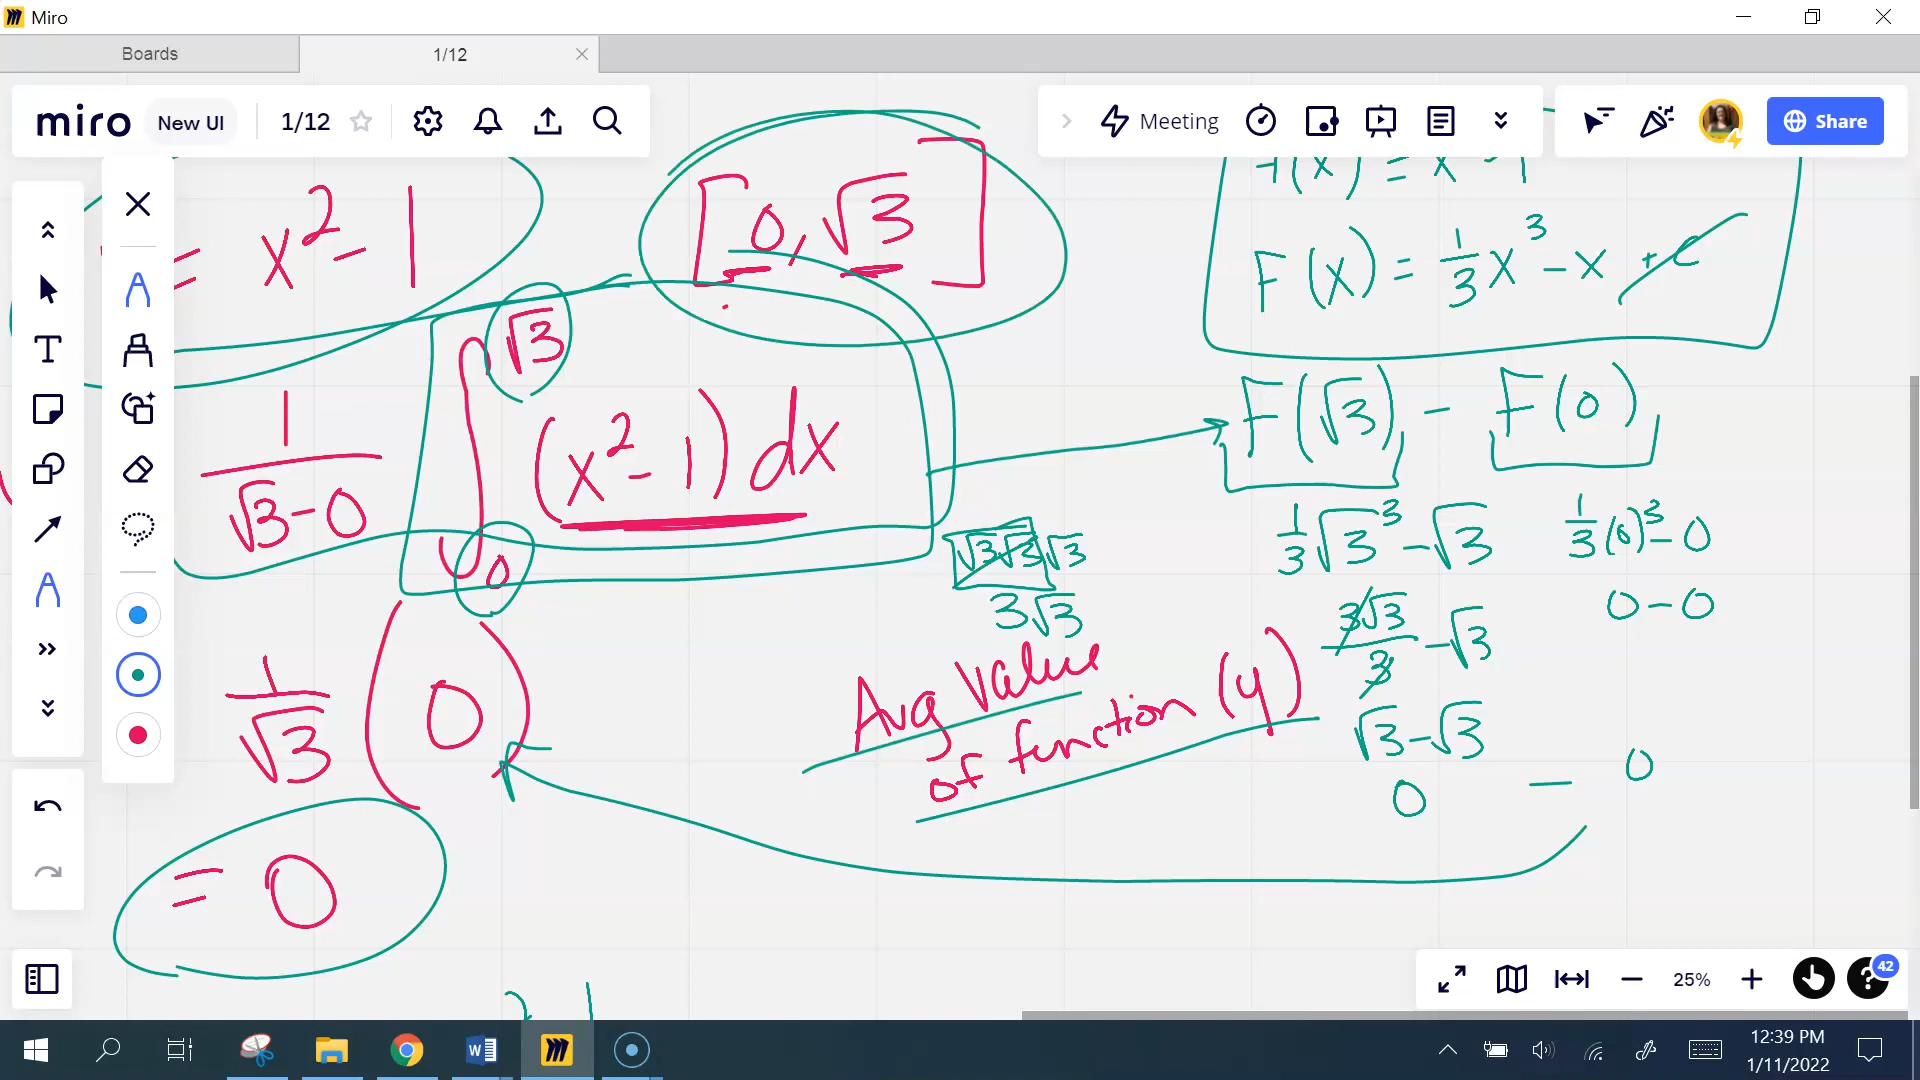 Miro
Boards
1/12
miro
New UI
1/12
Meeting
Share
= x² - 1
[0, √3]
F(x) = 1/3 x³ - x + c
1/(√3 - 0) ∫₀^√3 (x² - 1) dx
F(√3) - F(0)
1/3 √3³ - √3
1/3 (0)³ - 0
√3 √3 √3
3√3
3√3/3 - √3
0 - 0
1/√3 (0)
Avg value
of function (y)
√3 - √3
0 - 0
= 0
25%
42
12:39 PM
1/11/2022